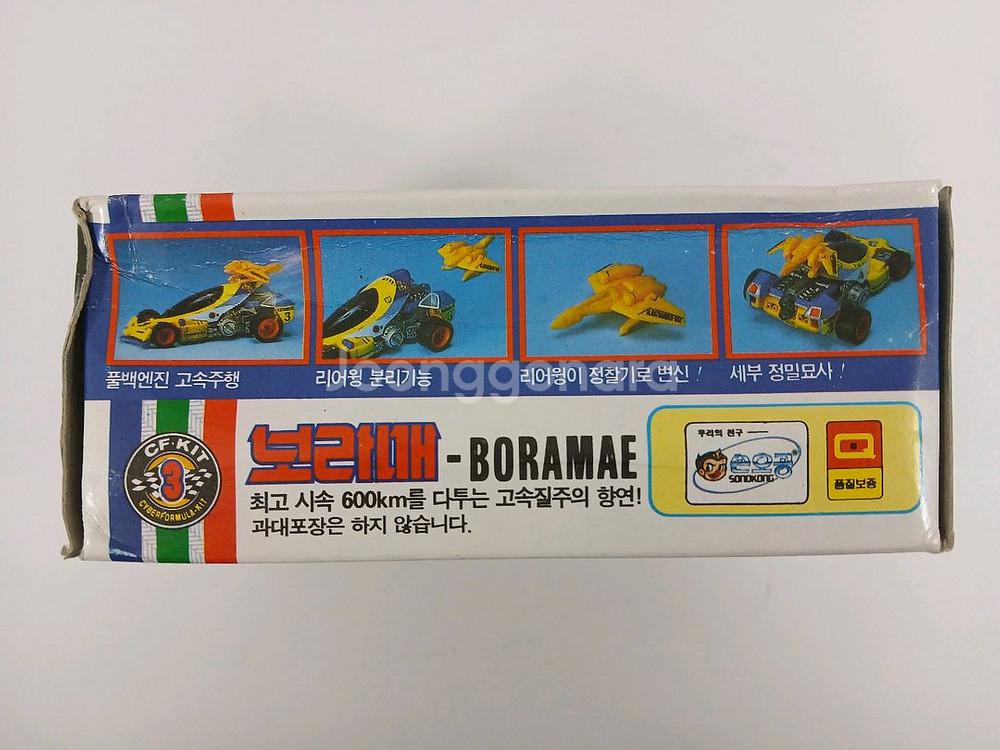 풀백엔진 고속주행
리어윙 분리기능
리어윙이 정찰기로 변신!
세부 정밀묘사!
Joonggonara
CF·KIT
3
CYBERFORMULA-KIT
보라매 - BORAMAE
최고 시속 600km를 다투는 고속질주의 향연!
과대포장은 하지 않습니다.
우리의 친구
손오공
SONOKONG
Q
품질보증
3